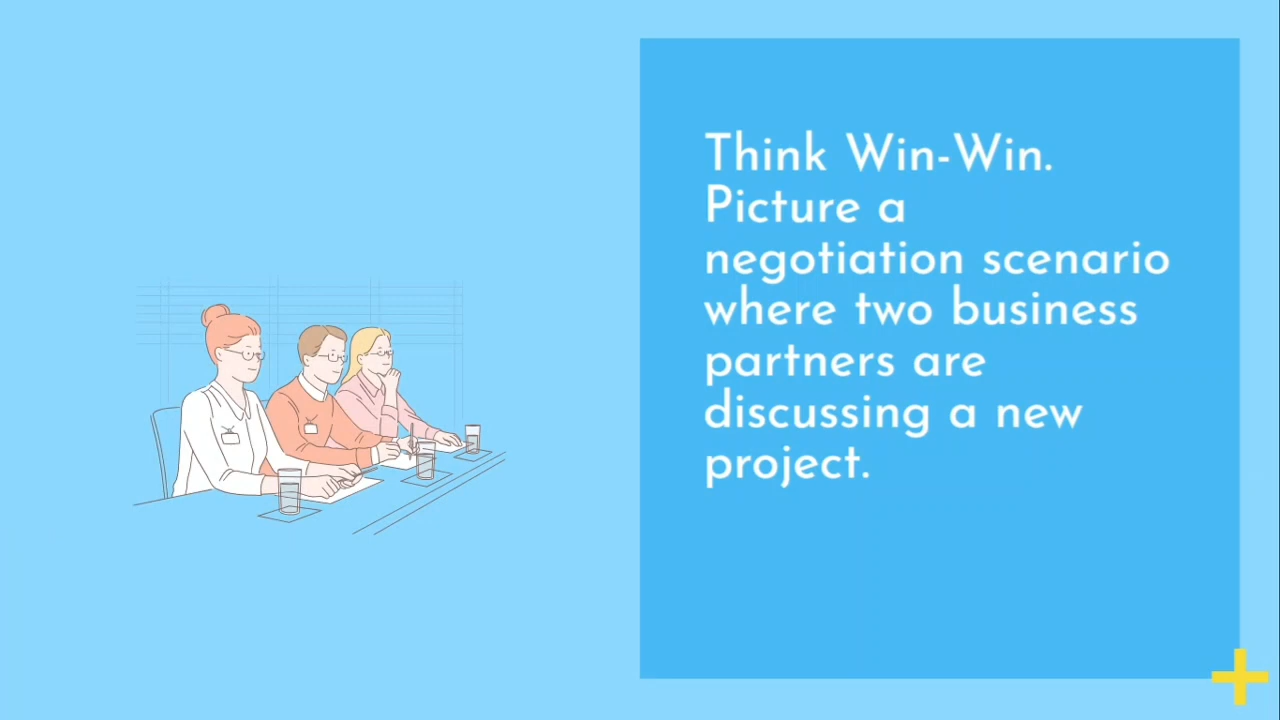 Think Win-Win.
Picture a
negotiation scenario
where two business
partners are
discussing a new
project.